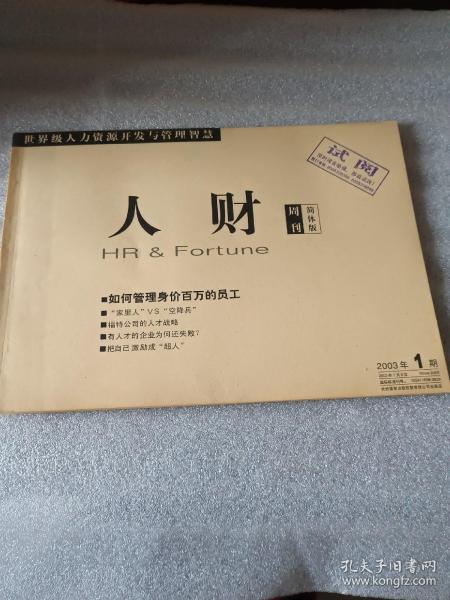 世界级人力资源开发与管理智慧
试阅
人财
周刊
简体版
HR & Fortune
■如何管理身价百万的员工
■“家里人”VS“空降兵”
■福特公司的人才战略
■有人才的企业为何还失败?
■把自己激励成“超人”
2003年1期
孔夫子旧书网
www.kongfz.com